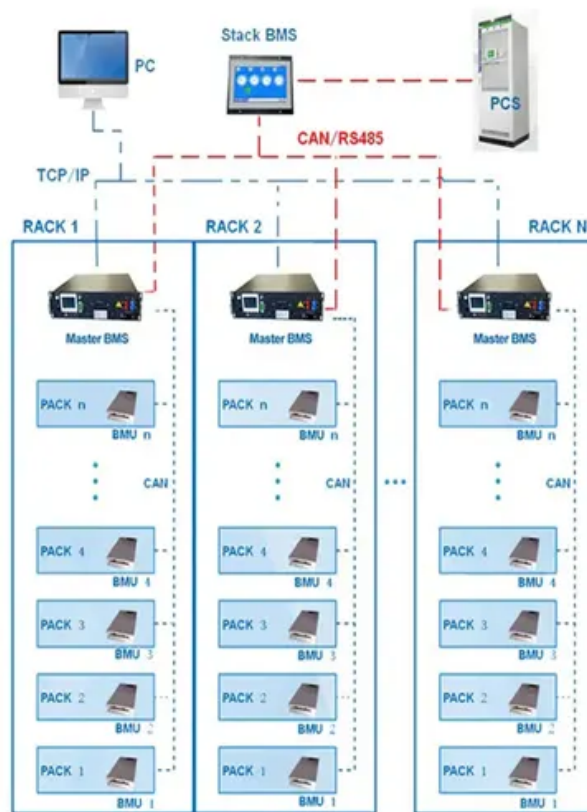 Stack BMS
PC
PCS
CAN/RS485
TCP/IP
RACK 1
RACK 2
RACK N
Master BMS
Master BMS
Master BMS
PACK n
BMU n
PACK n
BMU n
PACK n
BMU n
CAN
CAN
CAN
PACK 4
BMU 4
PACK 4
BMU 4
PACK 4
BMU 4
PACK 3
BMU 3
PACK 3
BMU 3
PACK 3
BMU 3
PACK 2
BMU 2
PACK 2
BMU 2
PACK 2
BMU 2
PACK 1
BMU 1
PACK 1
BMU 1
PACK 1
BMU 1